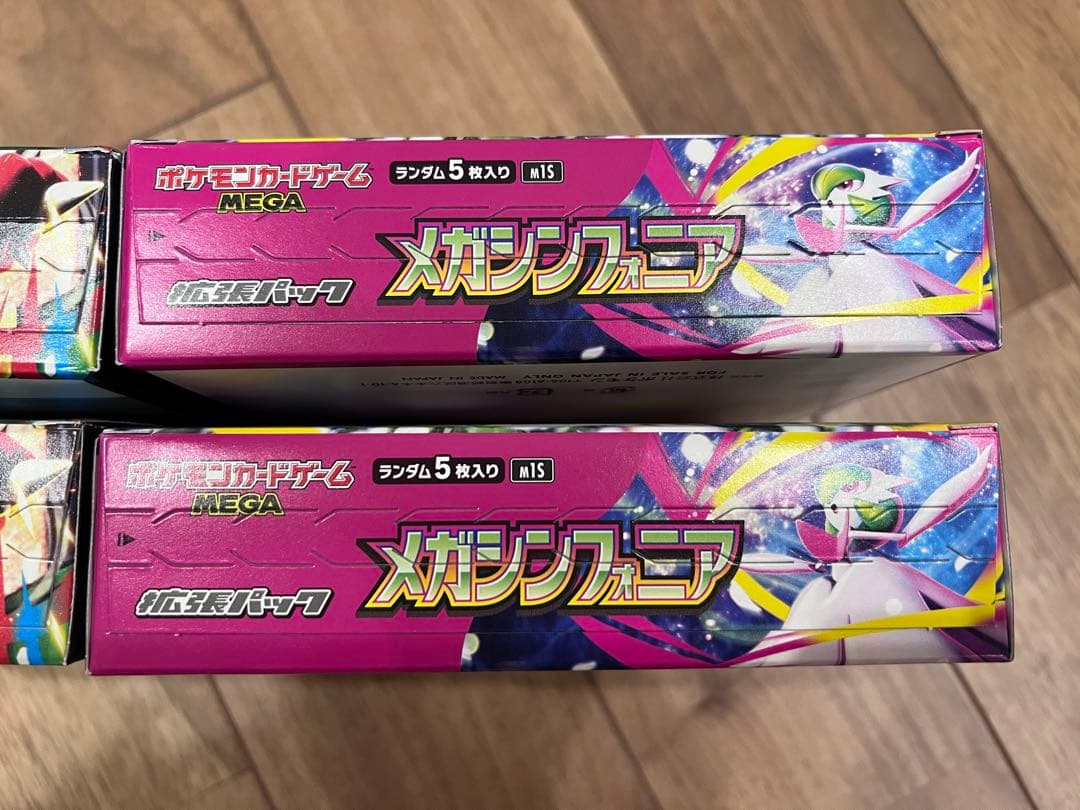 ポケモンカードゲーム
MEGA
ランダム5枚入り
m1S
メガシンフォニア
拡張パック
FOR SALE IN JAPAN ONLY MADE IN JAPAN
ポケモンカードゲーム
MEGA
ランダム5枚入り
m1S
メガシンフォニア
拡張パック